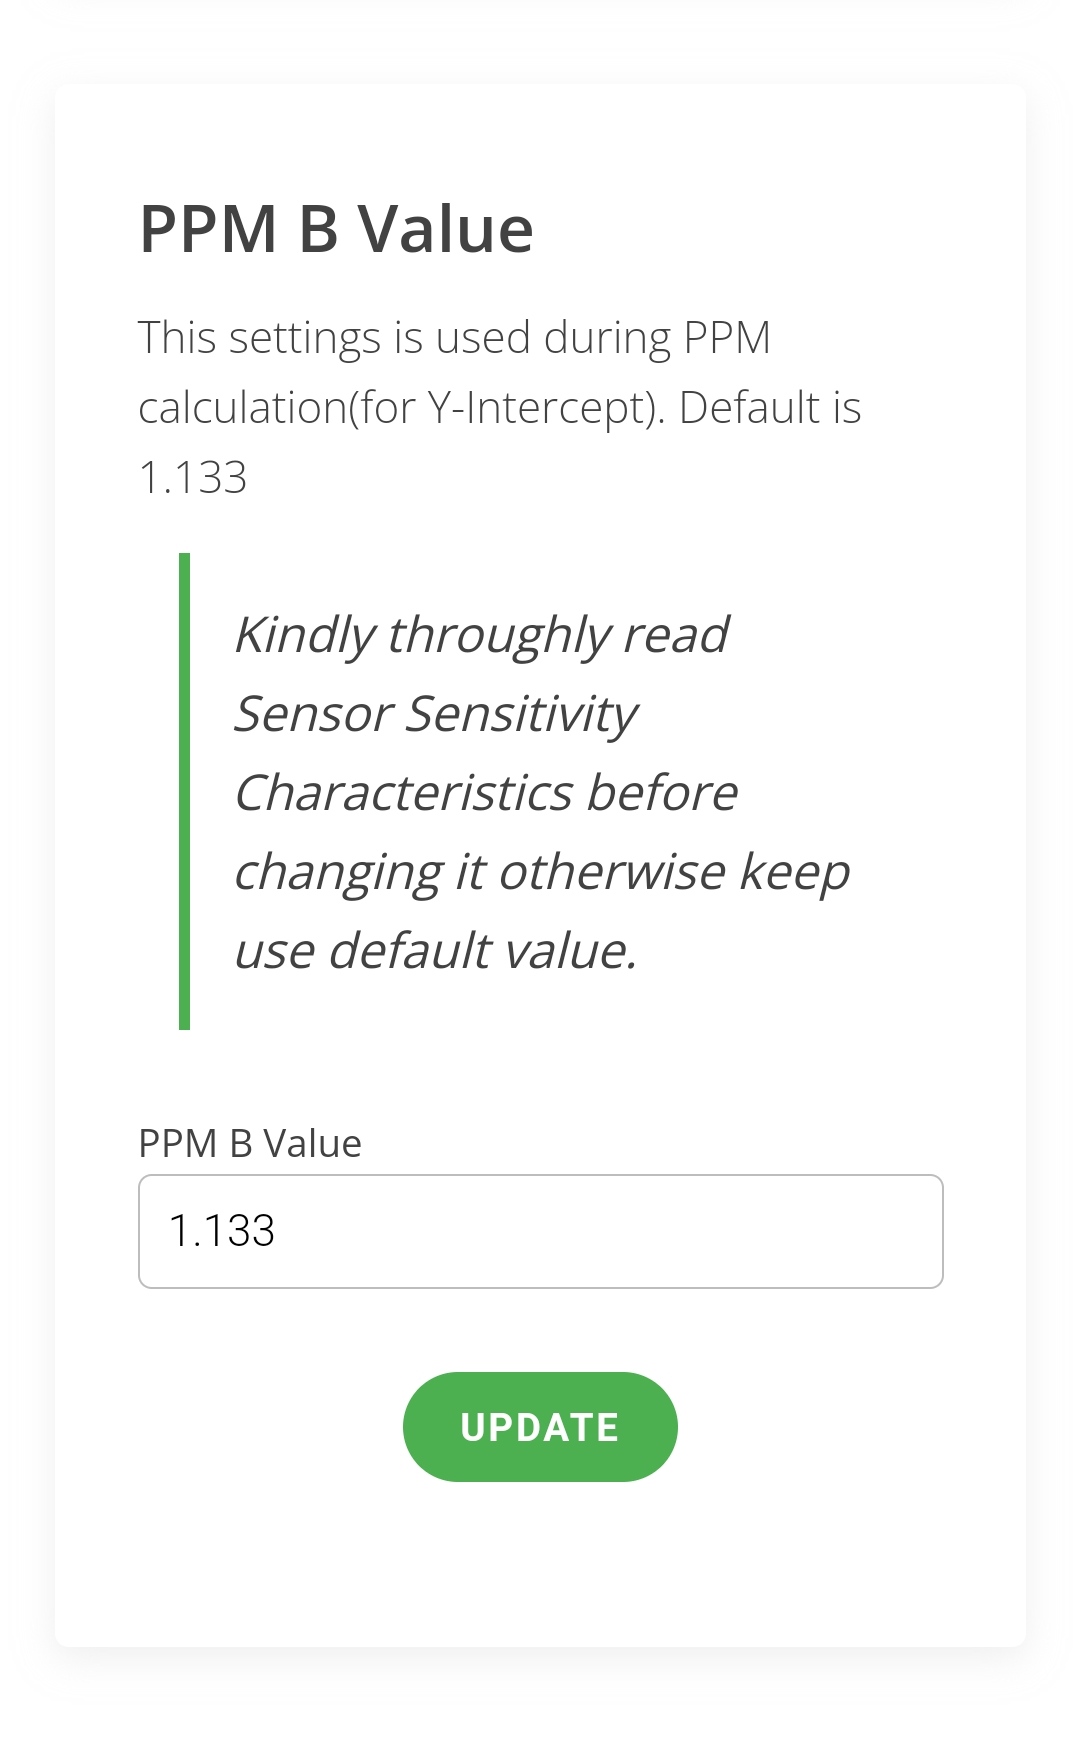 PPM B Value
This settings is used during PPM
calculation(for Y-Intercept). Default is
1.133
Kindly throughly read
Sensor Sensitivity
Characteristics before
changing it otherwise keep
use default value.
PPM B Value
1.133
UPDATE